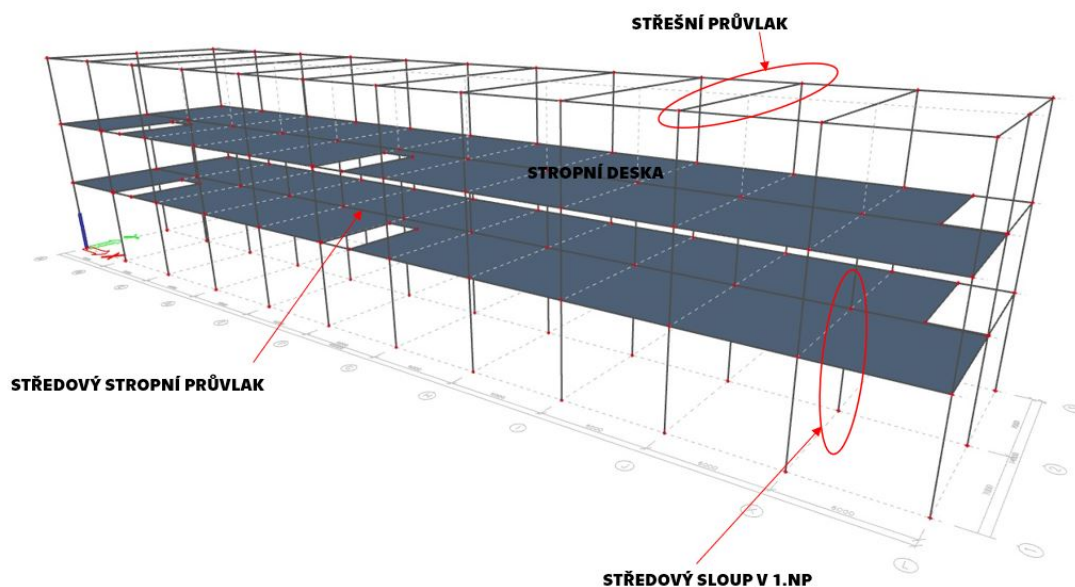 STŘEŠNÍ PRŮVLAK
STROPNÍ DESKA
STŘEDOVÝ STROPNÍ PRŮVLAK
STŘEDOVÝ SLOUP V 1.NP